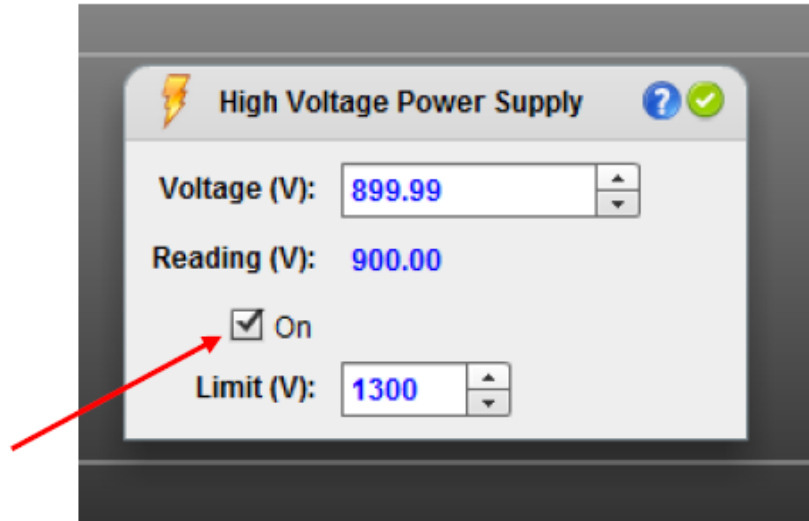 High Voltage Power Supply ?
Voltage (V): 899.99
Reading (V): 900.00
On
Limit (V): 1300